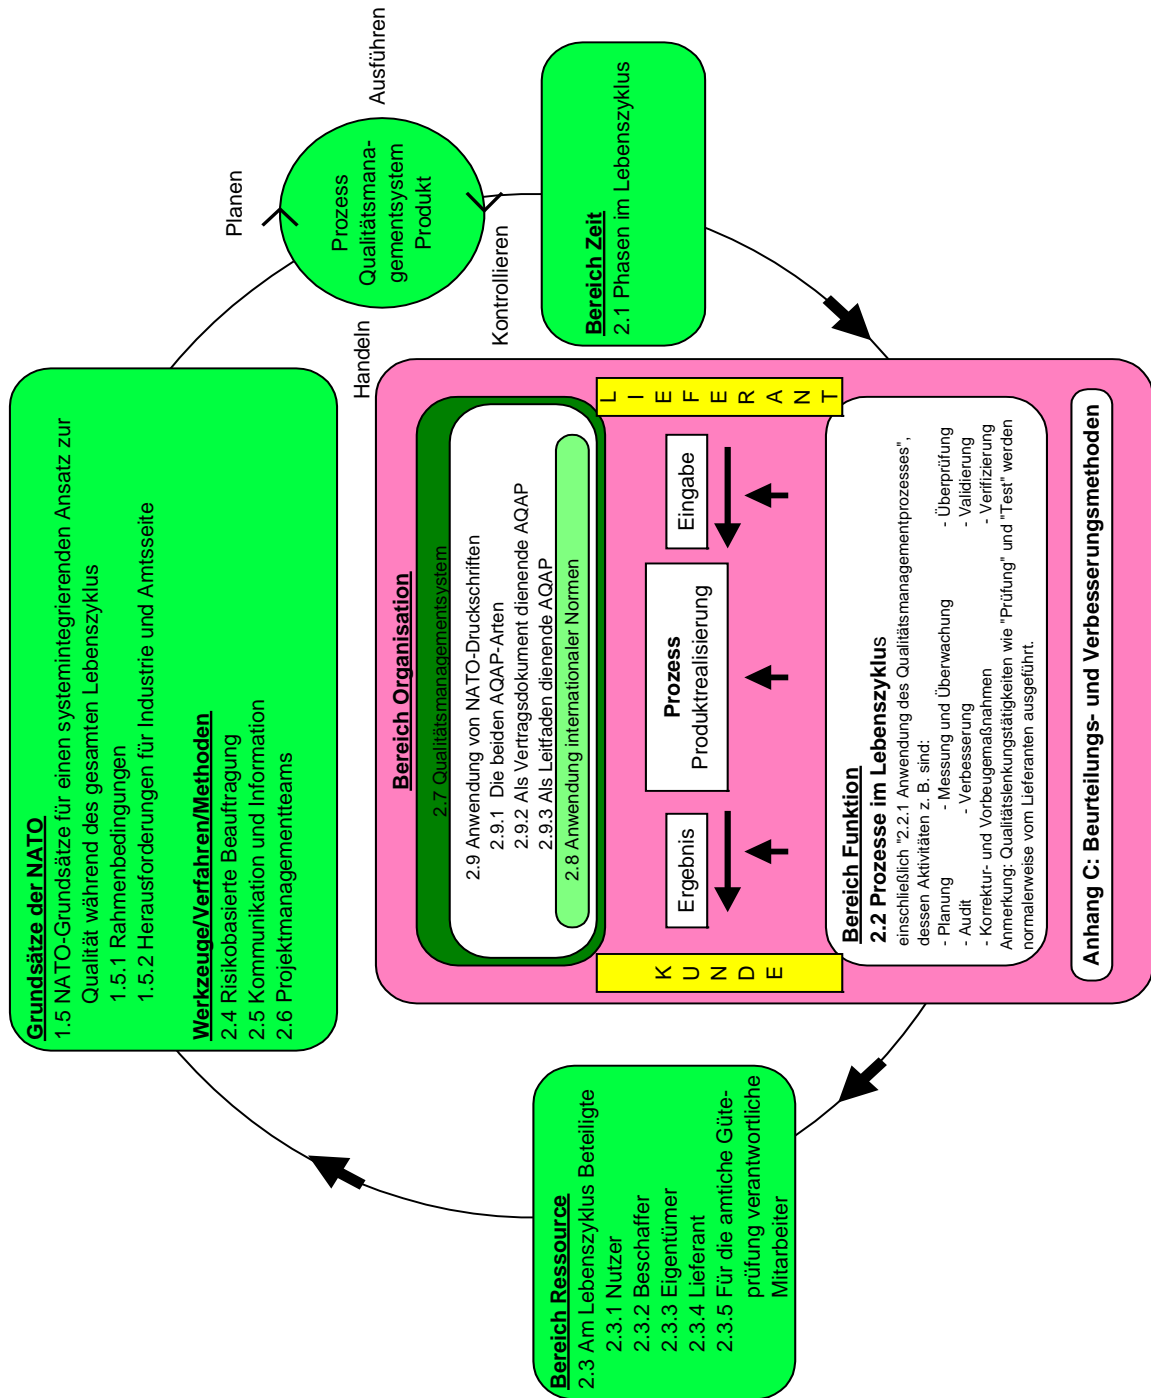 Grundsätze der NATO
1.5 NATO-Grundsätze für einen systemintegrierenden Ansatz zur
Qualität während des gesamten Lebenszyklus
1.5.1 Rahmenbedingungen
1.5.2 Herausforderungen für Industrie und Amtsseite
Werkzeuge/Verfahren/Methoden
2.4 Risikobasierte Beauftragung
2.5 Kommunikation und Information
2.6 Projektmanagementteams
Planen
Ausführen
Prozess
Qualitätsmana-
gementsystem
Produkt
Handeln
Kontrollieren
Bereich Zeit
2.1 Phasen im Lebenszyklus
Bereich Organisation
2.7 Qualitätsmanagementsystem
2.9 Anwendung von NATO-Druckschriften
2.9.1 Die beiden AQAP-Arten
2.9.2 Als Vertragsdokument dienende AQAP
2.9.3 Als Leitfaden dienende AQAP
2.8 Anwendung internationaler Normen
KUNDE
Ergebnis
Prozess
Produktrealisierung
Eingabe
LIEFERANT
Bereich Funktion
2.2 Prozesse im Lebenszyklus
einschließlich "2.2.1 Anwendung des Qualitätsmanagementprozesses",
dessen Aktivitäten z. B. sind:
- Planung - Messung und Überwachung - Überprüfung
- Audit - Verbesserung - Validierung
- Korrektur- und Vorbeugemaßnahmen - Verifizierung
Anmerkung: Qualitätslenkungstätigkeiten wie "Prüfung" und "Test" werden
normalerweise vom Lieferanten ausgeführt.
Anhang C: Beurteilungs- und Verbesserungsmethoden
Bereich Ressource
2.3 Am Lebenszyklus Beteiligte
2.3.1 Nutzer
2.3.2 Beschaffer
2.3.3 Eigentümer
2.3.4 Lieferant
2.3.5 Für die amtiche Güte-
prüfung verantwortliche
Mitarbeiter